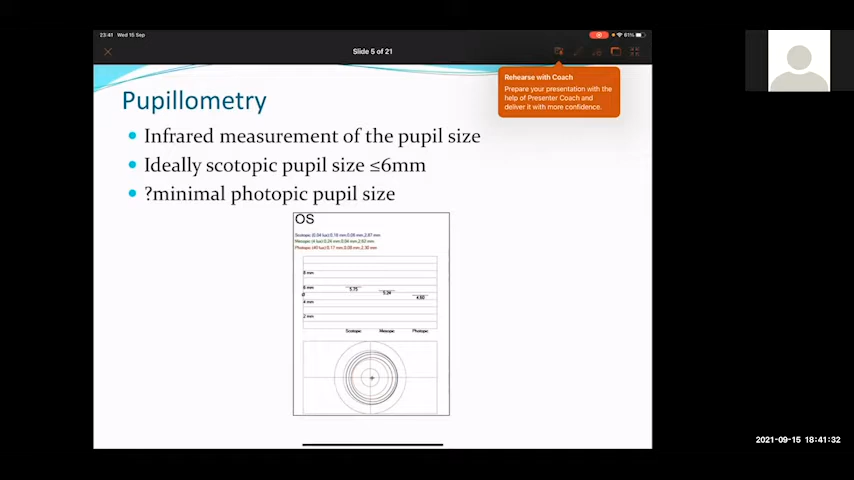 23:41 Wed 15 Sep
61%
Slide 5 of 21
Rehearse with Coach
Prepare your presentation with the
help of Presenter Coach and
deliver it with more confidence.
Pupillometry
Infrared measurement of the pupil size
Ideally scotopic pupil size ≤6mm
?minimal photopic pupil size
OS
8 mm
6 mm
5.75
5.04
4.60
4 mm
2 mm
Scotopic Mesopic Photopic
2021-09-15 18:41:32